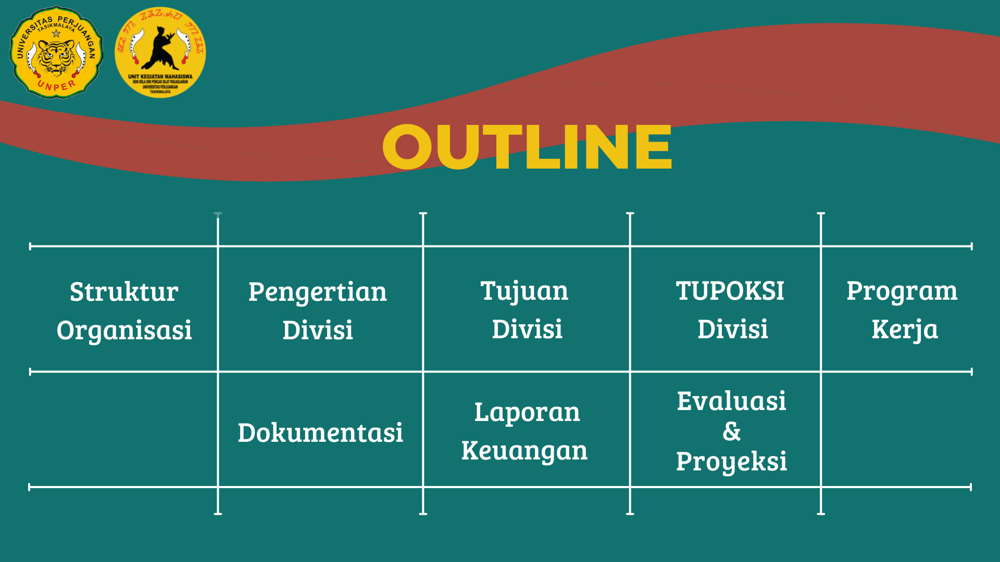 UNIVERSITAS PERJUANGAN
TASIKMALAYA
UNPER
UNIT KEGIATAN MAHASISWA
SENI BELA DIRI PENCAK SILAT PADJADJARAN
UNIVERSITAS PERJUANGAN
TASIKMALAYA
OUTLINE
Struktur
Organisasi
Pengertian
Divisi
Tujuan
Divisi
TUPOKSI
Divisi
Program
Kerja
Dokumentasi
Laporan
Keuangan
Evaluasi
&
Proyeksi